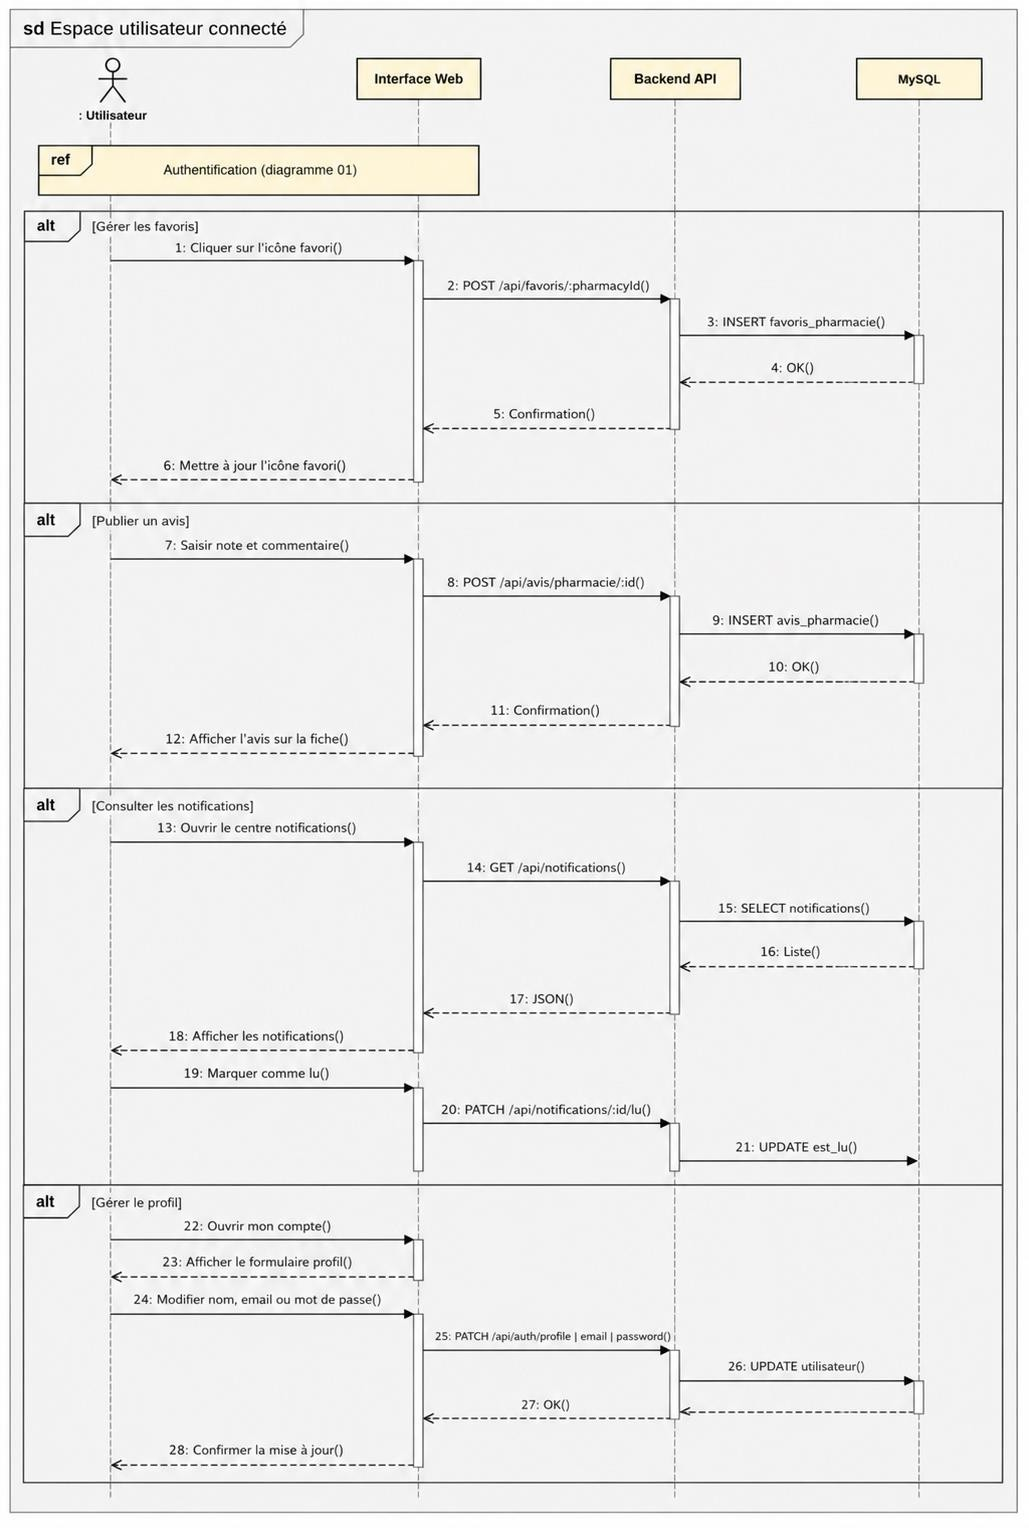 sd Espace utilisateur connecté
Interface Web
Backend API
MySQL
: Utilisateur
ref
Authentification (diagramme 01)
alt
[Gérer les favoris]
1: Cliquer sur l'icône favori()
2: POST /api/favoris/:pharmacyId()
3: INSERT favoris_pharmacie()
4: OK()
5: Confirmation()
6: Mettre à jour l'icône favori()
alt
[Publier un avis]
7: Saisir note et commentaire()
8: POST /api/avis/pharmacie/:id()
9: INSERT avis_pharmacie()
10: OK()
11: Confirmation()
12: Afficher l'avis sur la fiche()
alt
[Consulter les notifications]
13: Ouvrir le centre notifications()
14: GET /api/notifications()
15: SELECT notifications()
16: Liste()
17: JSON()
18: Afficher les notifications()
19: Marquer comme lu()
20: PATCH /api/notifications/:id/lu()
21: UPDATE est_lu()
alt
[Gérer le profil]
22: Ouvrir mon compte()
23: Afficher le formulaire profil()
24: Modifier nom, email ou mot de passe()
25: PATCH /api/auth/profile | email | password()
26: UPDATE utilisateur()
27: OK()
28: Confirmer la mise à jour()